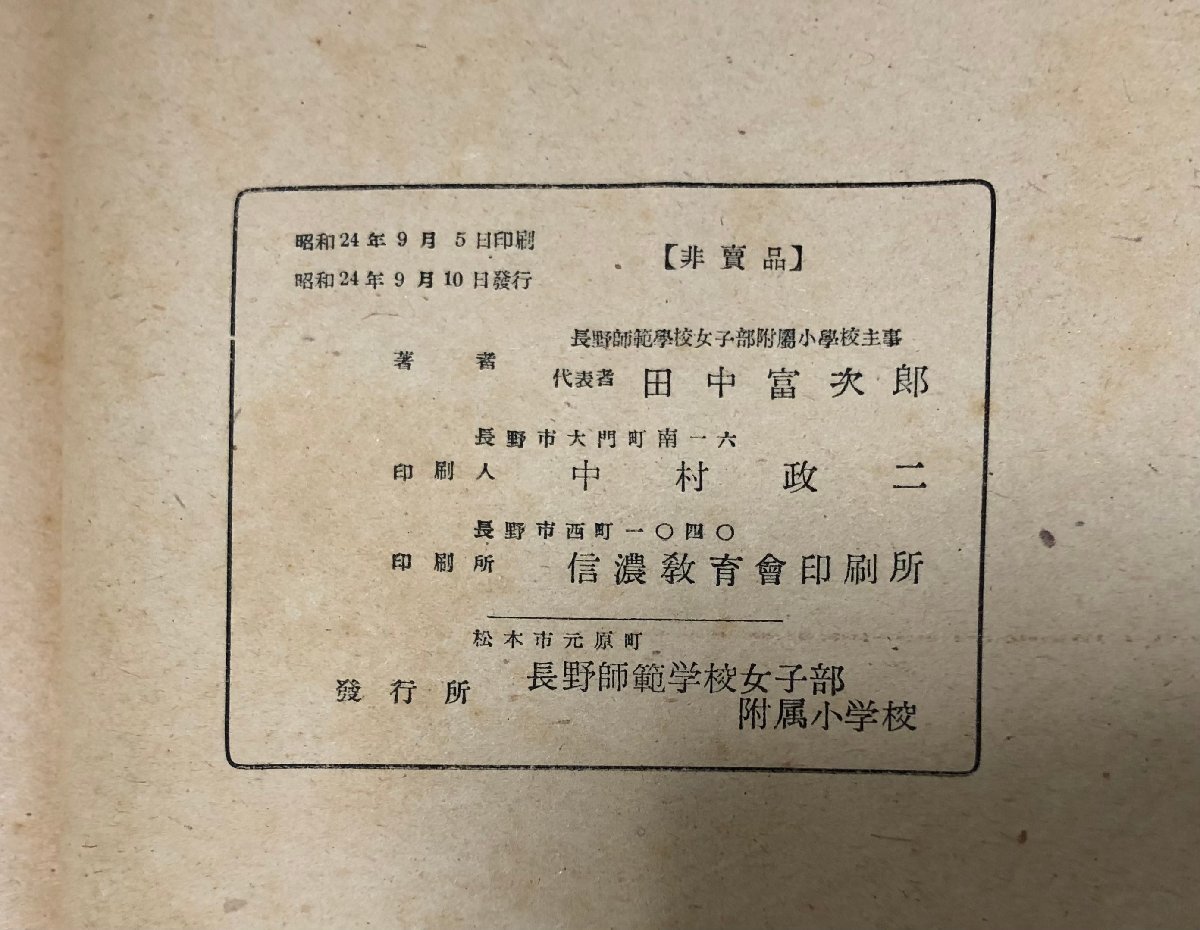 昭和24年9月5日印刷
昭和24年9月10日發行
【非賣品】
長野師範學校女子部附屬小學校主事
著者 代表者 田中富次郎
長野市大門町南一六
印刷人 中村政二
長野市西町一〇四〇
印刷所 信濃敎育會印刷所
松本市元原町
發行所 長野師範学校女子部
附属小学校